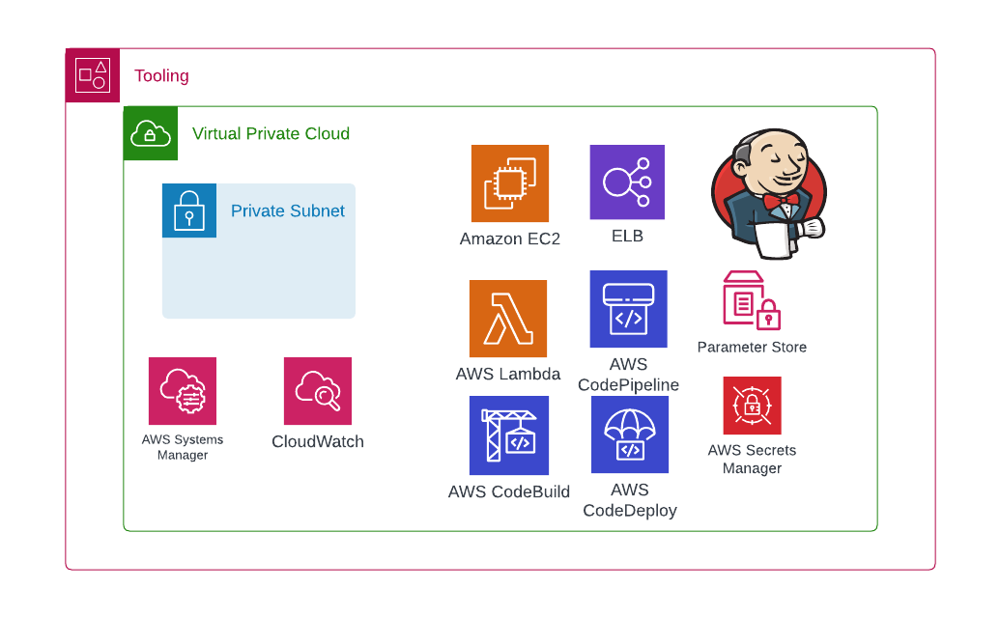 Tooling
Virtual Private Cloud
Private Subnet
Amazon EC2
ELB
AWS Lambda
AWS
CodePipeline
Parameter Store
AWS Systems
Manager
CloudWatch
AWS CodeBuild
AWS
CodeDeploy
AWS Secrets
Manager